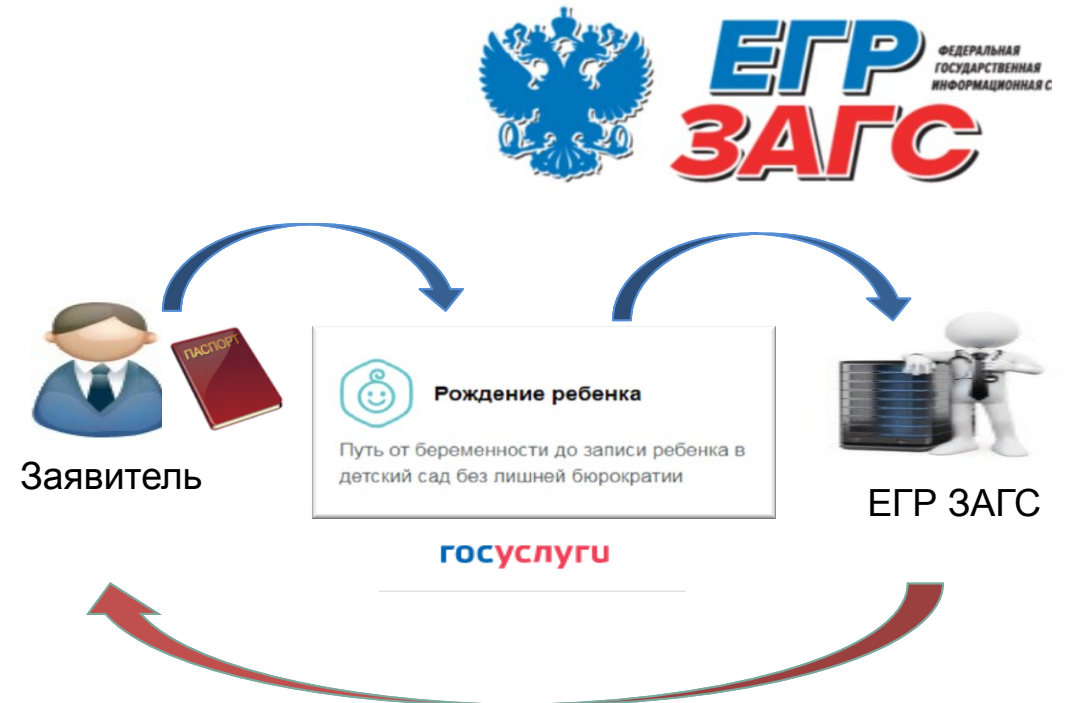 ЕГР
ЗАГС
ФЕДЕРАЛЬНАЯ
ГОСУДАРСТВЕННАЯ
ИНФОРМАЦИОННАЯ С
ПАСПОРТ
Рождение ребенка
Путь от беременности до записи ребенка в
детский сад без лишней бюрократии
Заявитель
ЕГР ЗАГС
госуслуги